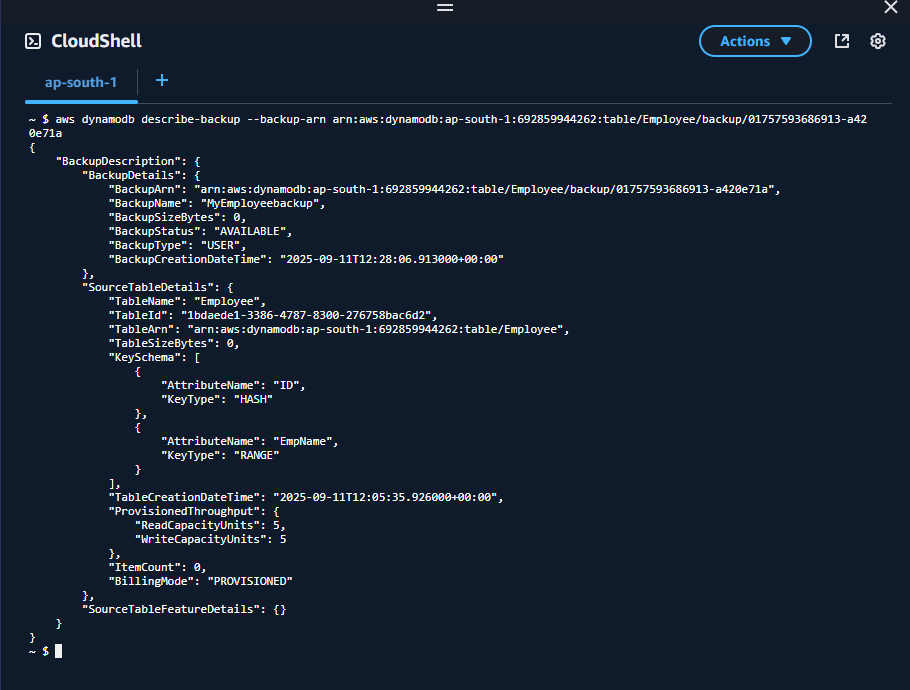 CloudShell
Actions ▼
ap-south-1
+
~ $ aws dynamodb describe-backup --backup-arn arn:aws:dynamodb:ap-south-1:692859944262:table/Employee/backup/01757593686913-a42
0e71a
{
    "BackupDescription": {
        "BackupDetails": {
            "BackupArn": "arn:aws:dynamodb:ap-south-1:692859944262:table/Employee/backup/01757593686913-a420e71a",
            "BackupName": "MyEmployeebackup",
            "BackupSizeBytes": 0,
            "BackupStatus": "AVAILABLE",
            "BackupType": "USER",
            "BackupCreationDateTime": "2025-09-11T12:28:06.913000+00:00"
        },
        "SourceTableDetails": {
            "TableName": "Employee",
            "TableId": "1bdaede1-3386-4787-8300-276758bac6d2",
            "TableArn": "arn:aws:dynamodb:ap-south-1:692859944262:table/Employee",
            "TableSizeBytes": 0,
            "KeySchema": [
                {
                    "AttributeName": "ID",
                    "KeyType": "HASH"
                },
                {
                    "AttributeName": "EmpName",
                    "KeyType": "RANGE"
                }
            ],
            "TableCreationDateTime": "2025-09-11T12:05:35.926000+00:00",
            "ProvisionedThroughput": {
                "ReadCapacityUnits": 5,
                "WriteCapacityUnits": 5
            },
            "ItemCount": 0,
            "BillingMode": "PROVISIONED"
        },
        "SourceTableFeatureDetails": {}
    }
}
~ $